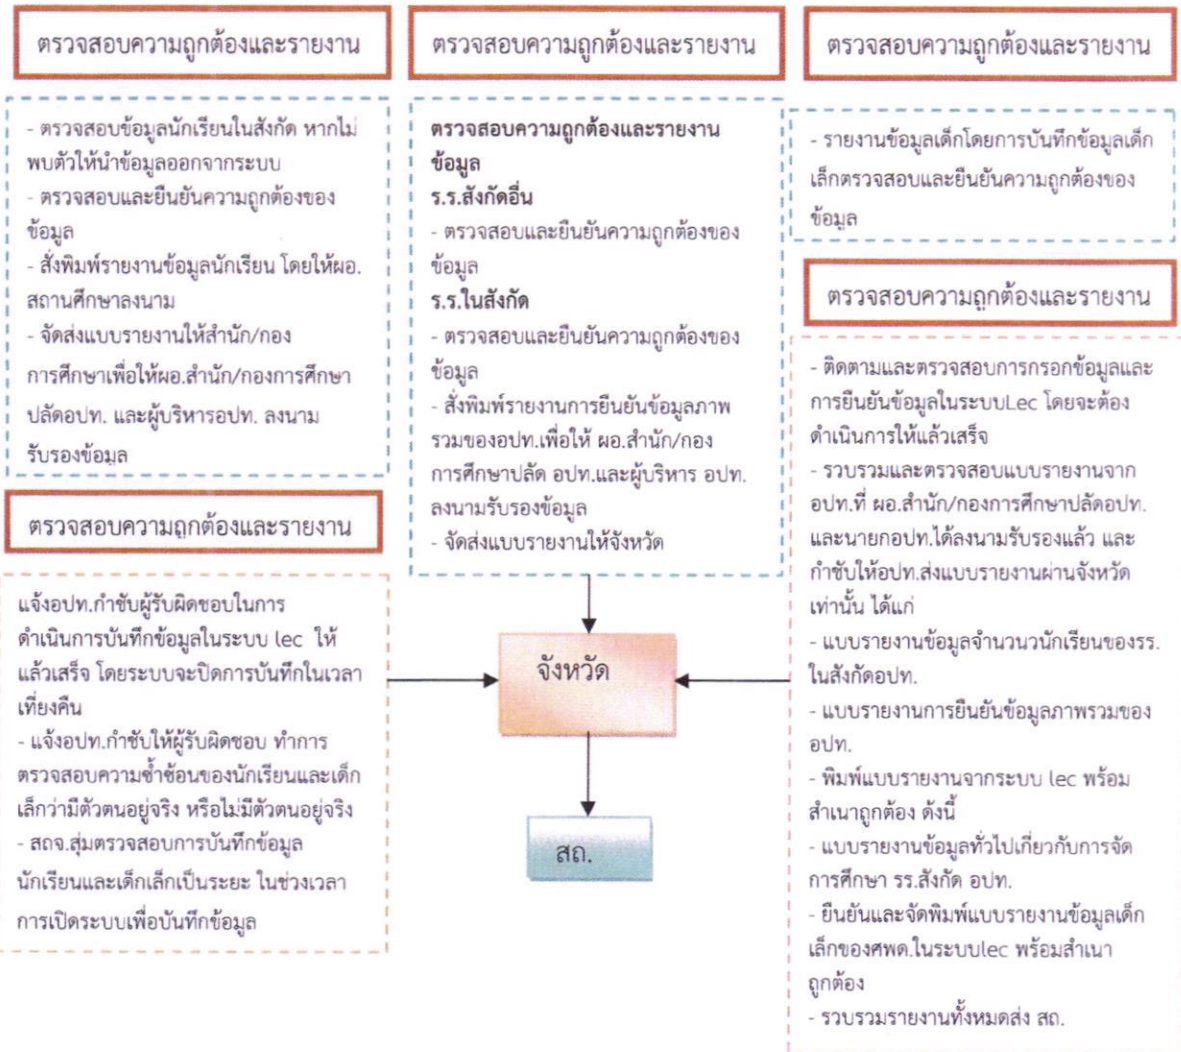 ตรวจสอบความถูกต้องและรายงาน
- ตรวจสอบข้อมูลนักเรียนในสังกัด หากไม่
พบตัวให้นำข้อมูลออกจากระบบ
- ตรวจสอบและยืนยันความถูกต้องของ
ข้อมูล
- สั่งพิมพ์รายงานข้อมูลนักเรียน โดยให้ผอ.
สถานศึกษาลงนาม
- จัดส่งแบบรายงานให้สำนัก/กอง
การศึกษาเพื่อให้ผอ.สำนัก/กองการศึกษา
ปลัดอปท. และผู้บริหารอปท. ลงนาม
รับรองข้อมูล
ตรวจสอบความถูกต้องและรายงาน
แจ้งอปท.กำชับผู้รับผิดชอบในการ
ดำเนินการบันทึกข้อมูลในระบบ lec ให้
แล้วเสร็จ โดยระบบจะปิดการบันทึกในเวลา
เที่ยงคืน
- แจ้งอปท.กำชับให้ผู้รับผิดชอบ ทำการ
ตรวจสอบความซ้ำซ้อนของนักเรียนและเด็ก
เล็กว่ามีตัวตนอยู่จริง หรือไม่มีตัวตนอยู่จริง
- สถจ.สุ่มตรวจสอบการบันทึกข้อมูล
นักเรียนและเด็กเล็กเป็นระยะ ในช่วงเวลา
การเปิดระบบเพื่อบันทึกข้อมูล
ตรวจสอบความถูกต้องและรายงาน
ตรวจสอบความถูกต้องและรายงาน
ข้อมูล
ร.ร.สังกัดอื่น
- ตรวจสอบและยืนยันความถูกต้องของ
ข้อมูล
ร.ร.ในสังกัด
- ตรวจสอบและยืนยันความถูกต้องของ
ข้อมูล
- สั่งพิมพ์รายงานการยืนยันข้อมูลภาพ
รวมของอปท.เพื่อให้ ผอ.สำนัก/กอง
การศึกษาปลัด อปท.และผู้บริหาร อปท.
ลงนามรับรองข้อมูล
- จัดส่งแบบรายงานให้จังหวัด
จังหวัด
สถ.
ตรวจสอบความถูกต้องและรายงาน
- รายงานข้อมูลเด็กโดยการบันทึกข้อมูลเด็ก
เล็กตรวจสอบและยืนยันความถูกต้องของ
ข้อมูล
ตรวจสอบความถูกต้องและรายงาน
- ติดตามและตรวจสอบการกรอกข้อมูลและ
การยืนยันข้อมูลในระบบLec โดยจะต้อง
ดำเนินการให้แล้วเสร็จ
- รวบรวมและตรวจสอบแบบรายงานจาก
อปท.ที่ ผอ.สำนัก/กองการศึกษาปลัดอปท.
และนายกอปท.ได้ลงนามรับรองแล้ว และ
กำชับให้อปท.ส่งแบบรายงานผ่านจังหวัด
เท่านั้น ได้แก่
- แบบรายงานข้อมูลจำนวนวนักเรียนของรร.
ในสังกัดอปท.
- แบบรายงานการยืนยันข้อมูลภาพรวมของ
อปท.
- พิมพ์แบบรายงานจากระบบ lec พร้อม
สำเนาถูกต้อง ดังนี้
- แบบรายงานข้อมูลทั่วไปเกี่ยวกับการจัด
การศึกษา รร.สังกัด อปท.
- ยืนยันและจัดพิมพ์แบบรายงานข้อมูลเด็ก
เล็กของศพด.ในระบบlec พร้อมสำเนา
ถูกต้อง
- รวบรวมรายงานทั้งหมดส่ง สถ.